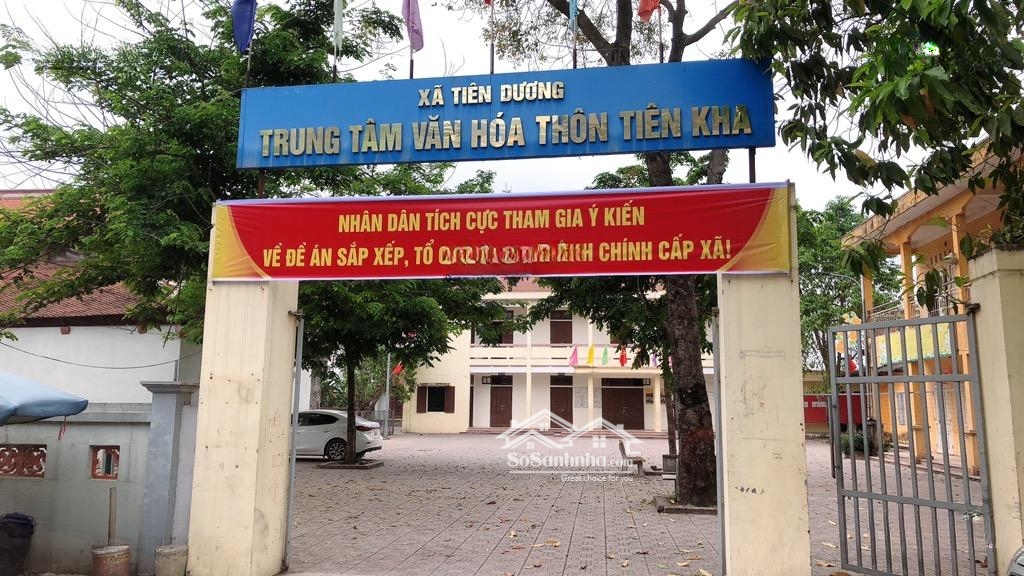 XÃ TIÊN DƯƠNG
TRUNG TÂM VĂN HÓA THÔN TIÊN KHA
NHÂN DÂN TÍCH CỰC THAM GIA Ý KIẾN
VỀ ĐỀ ÁN SẮP XẾP, TỔ CHÍNH CẤP XÃ!
SoSanhnha.com
Great choice for you